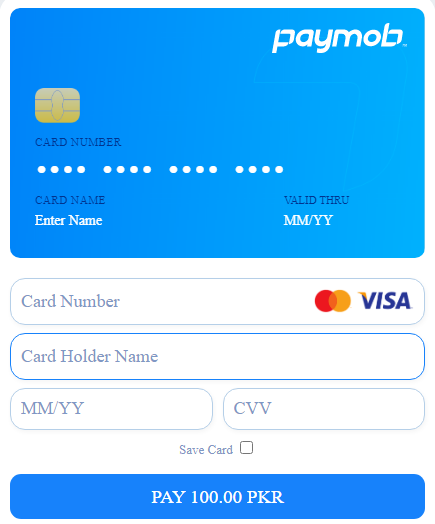 paymob™
CARD NUMBER
•••• •••• •••• ••••
CARD NAME VALID THRU
Enter Name MM/YY
Card Number VISA
Card Holder Name
MM/YY CVV
Save Card
PAY 100.00 PKR